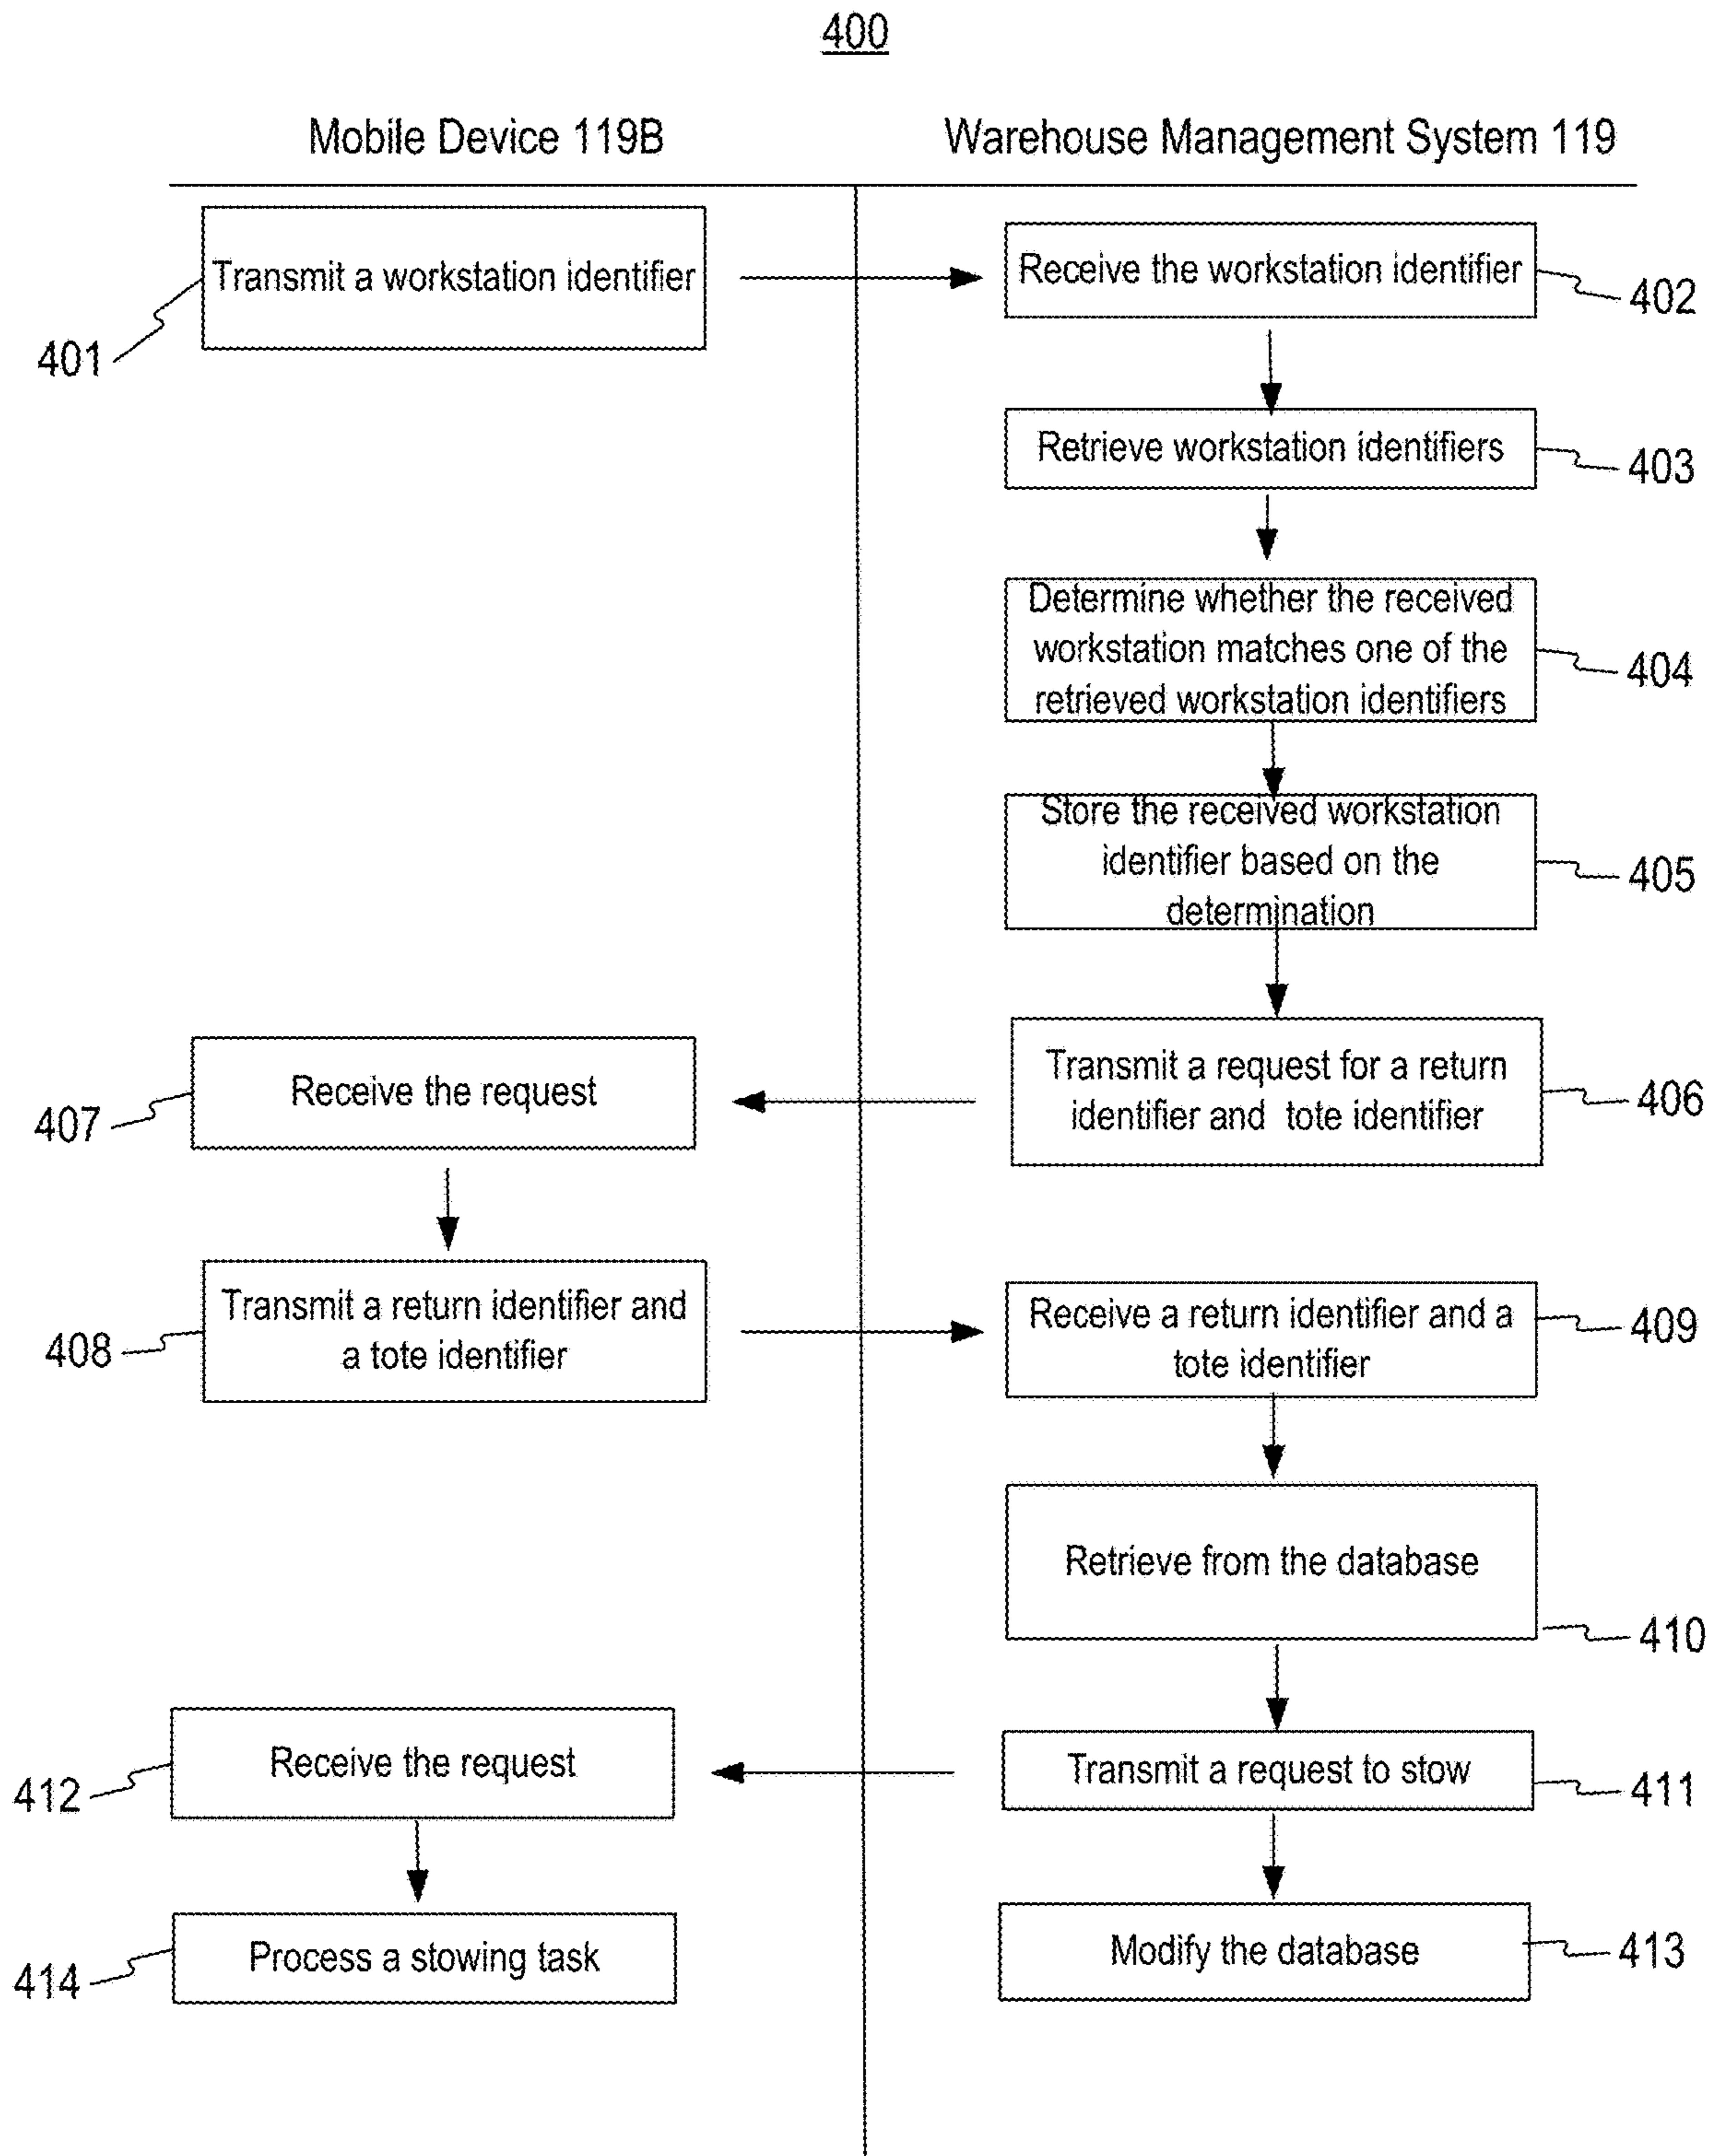 400
Mobile Device 119B
Warehouse Management System 119
Transmit a workstation identifier
401
Receive the workstation identifier
402
Retrieve workstation identifiers
403
Determine whether the received
workstation matches one of the
retrieved workstation identifiers
404
Store the received workstation
identifier based on the
determination
405
Transmit a request for a return
identifier and tote identifier
406
Receive the request
407
Transmit a return identifier and
a tote identifier
408
Receive a return identifier and a
tote identifier
409
Retrieve from the database
410
Transmit a request to stow
411
Receive the request
412
Modify the database
413
Process a stowing task
414